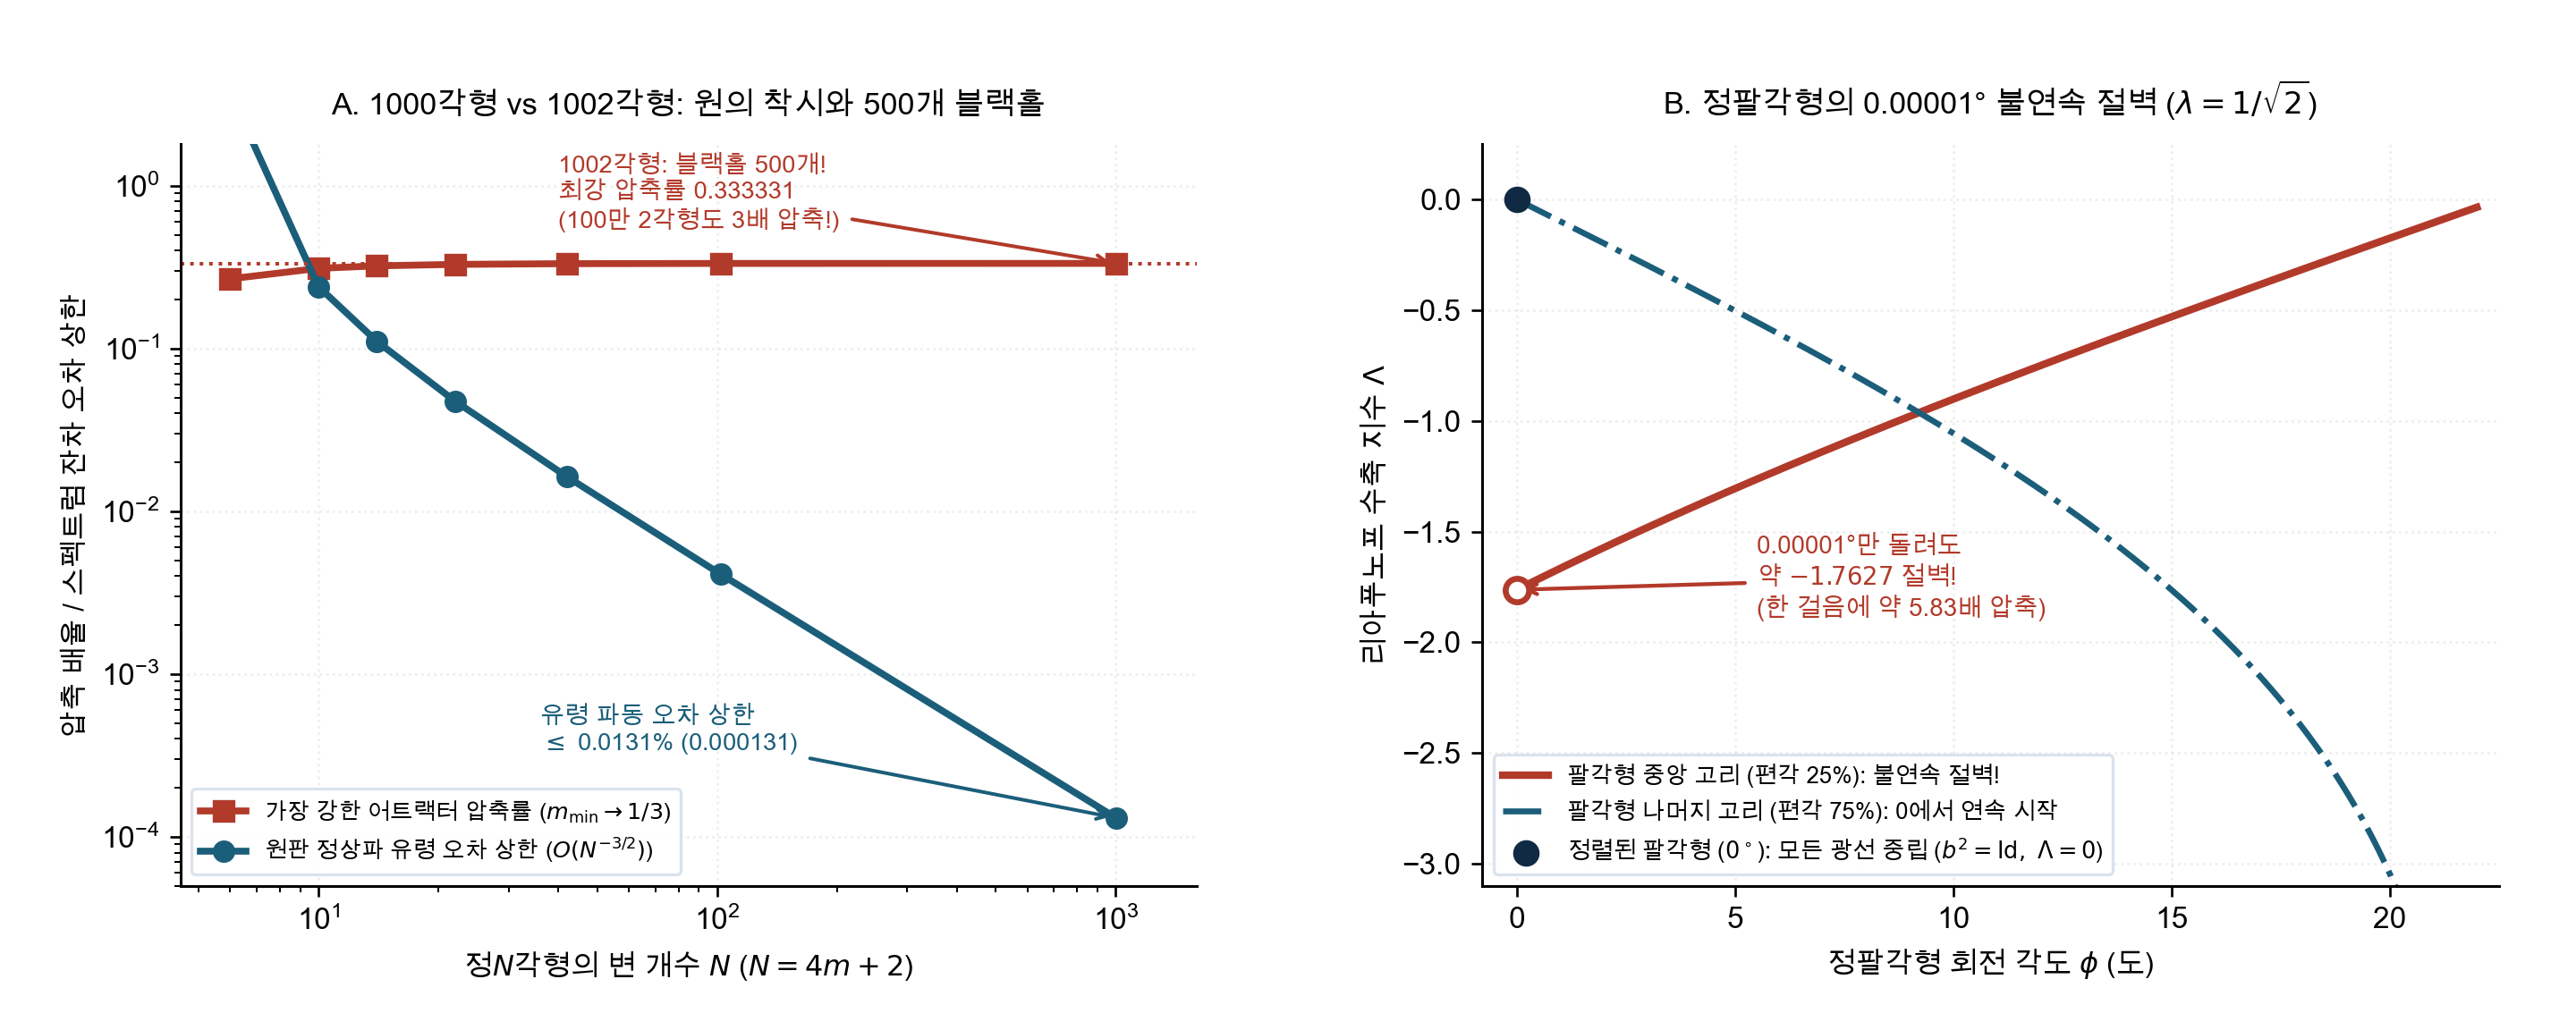 A. 1000각형 vs 1002각형: 원의 착시와 500개 블랙홀
압축 배율 / 스펙트럼 잔차 오차 상한
10⁰
10⁻¹
10⁻²
10⁻³
10⁻⁴
1002각형: 블랙홀 500개!
최강 압축률 0.333331
(100만 2각형도 3배 압축!)
유령 파동 오차 상한
≤ 0.0131% (0.000131)
가장 강한 어트랙터 압축률 (m_min → 1/3)
원판 정상파 유령 오차 상한 (O(N⁻³/²))
10¹
10²
10³
정N각형의 변 개수 N (N = 4m + 2)
B. 정팔각형의 0.00001° 불연속 절벽 (λ = 1/√2)
리아푸노프 수축 지수 Λ
0.0
−0.5
−1.0
−1.5
−2.0
−2.5
−3.0
0.00001°만 돌려도
약 −1.7627 절벽!
(한 걸음에 약 5.83배 압축)
팔각형 중앙 고리 (편각 25%): 불연속 절벽!
팔각형 나머지 고리 (편각 75%): 0에서 연속 시작
정렬된 팔각형 (0°): 모든 광선 중립 (b² = Id, Λ = 0)
0
5
10
15
20
정팔각형 회전 각도 ϕ (도)